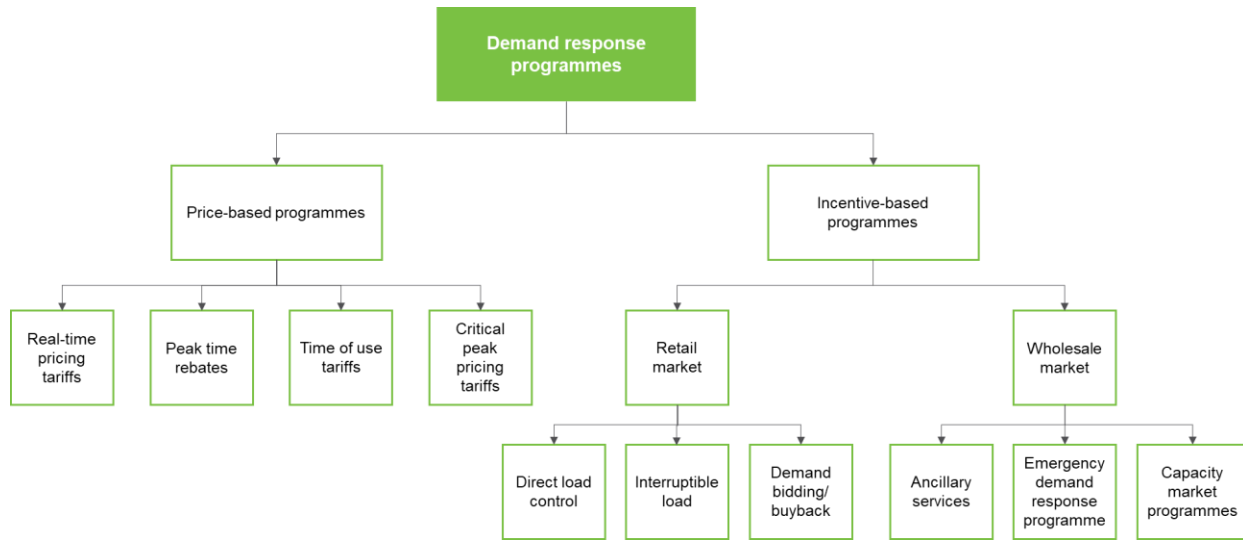 Demand response
programmes
Price-based programmes
Incentive-based
programmes
Real-time
pricing
tariffs
Peak time
rebates
Time of use
tariffs
Critical
peak
pricing
tariffs
Retail
market
Wholesale
market
Direct load
control
Interruptible
load
Demand
bidding/
buyback
Ancillary
services
Emergency
demand
response
programme
Capacity
market
programmes